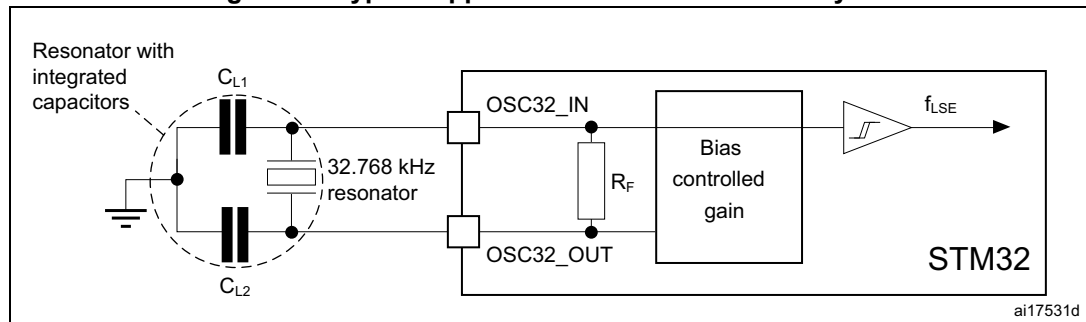 Resonator with
integrated
capacitors
CL1
OSC32_IN
fLSE
32.768 kHz
resonator
RF
Bias
controlled
gain
OSC32_OUT
STM32
CL2
ai17531d